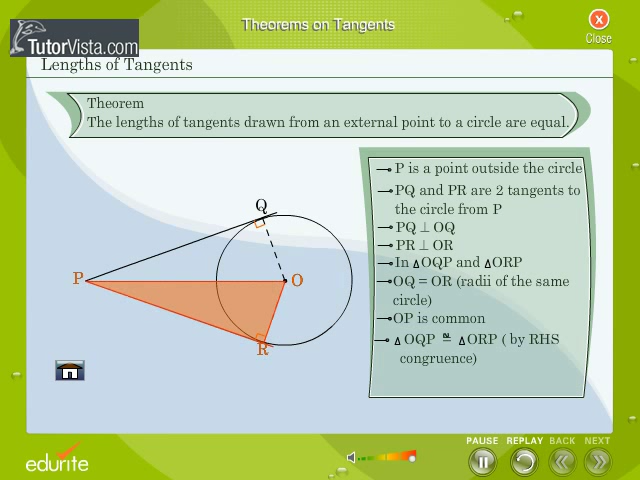 Theorems on Tangents
X
Close
TutorVista.com
Lengths of Tangents
Theorem
The lengths of tangents drawn from an external point to a circle are equal.
P is a point outside the circle
PQ and PR are 2 tangents to
the circle from P
PQ ⊥ OQ
PR ⊥ OR
In ∆OQP and ∆ORP
OQ = OR (radii of the same
circle)
OP is common
∆ OQP ≅ ∆ORP ( by RHS
congruence)
Q
P
O
R
PAUSE REPLAY BACK NEXT
edurite